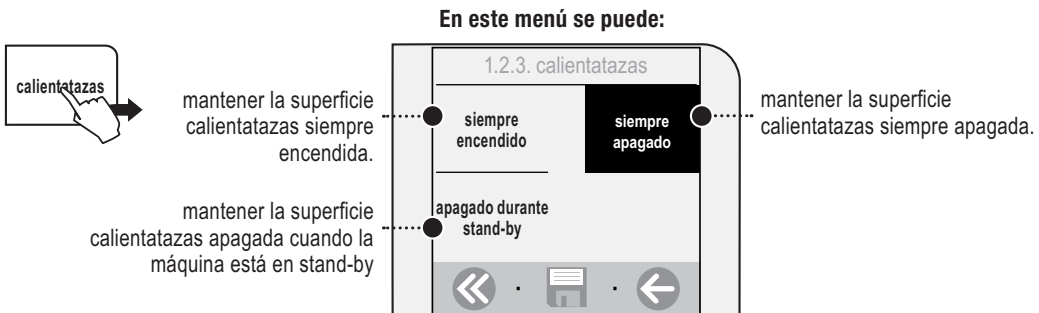 En este menú se puede:
calientatazas
1.2.3. calientatazas
mantener la superficie
calientatazas siempre
encendida.
siempre
encendido
siempre
apagado
mantener la superficie
calientatazas siempre apagada.
mantener la superficie
calientatazas apagada cuando la
máquina está en stand-by
apagado durante
stand-by